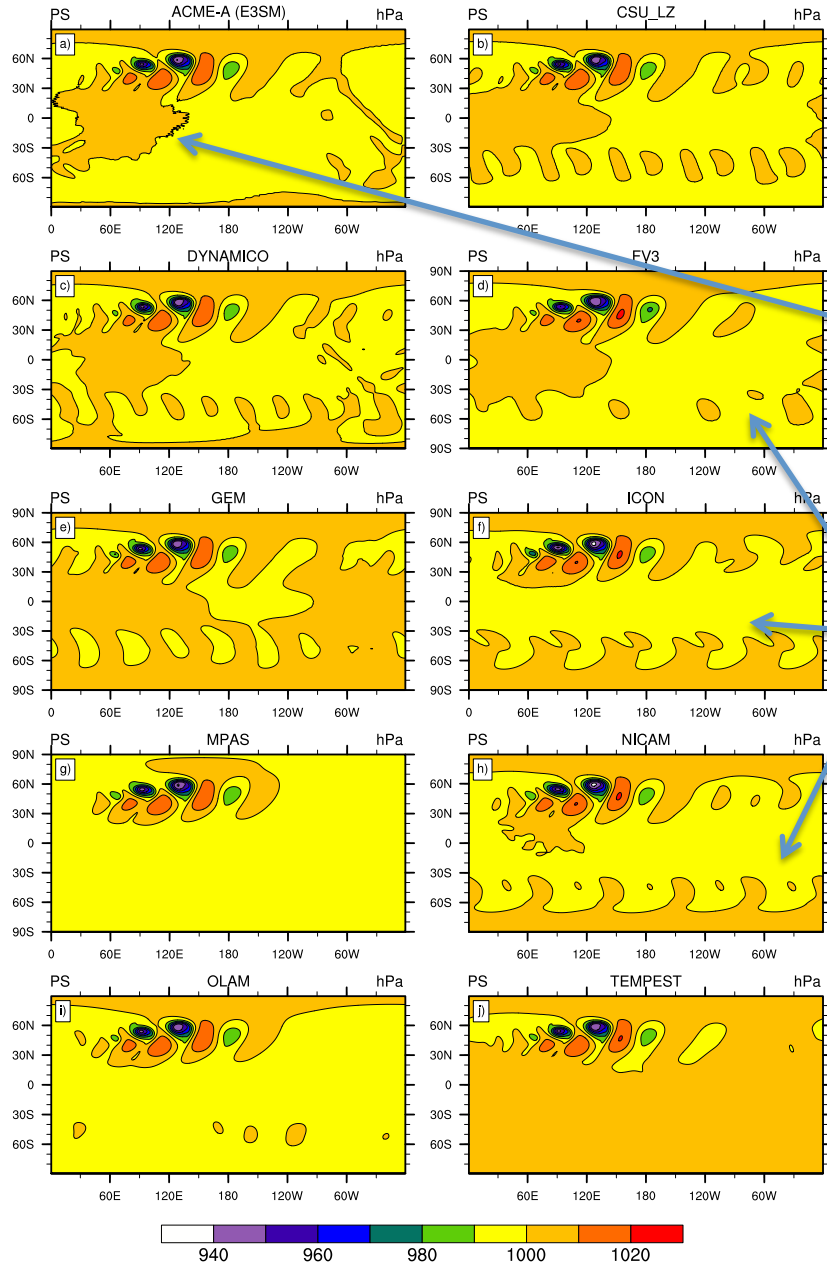 PS ACME-A (E3SM) hPa
a)
60N
30N
0
30S
60S
0 60E 120E 180 120W 60W
PS CSU_LZ hPa
b)
60N
30N
0
30S
60S
60E 120E 180 120W 60W
PS DYNAMICO hPa
c)
60N
30N
0
30S
60S
60E 120E 180 120W 60W
PS FV3 hPa
d)
90N
60N
30N
0
30S
60S
90S
60E 120E 180 120W 60W
PS GEM hPa
e)
90N
60N
30N
0
30S
60S
90S
0 60E 120E 180 120W 60W
PS ICON hPa
f)
90N
60N
30N
0
30S
60S
90S
0 60E 120E 180 120W 60W
PS MPAS hPa
g)
90N
60N
30N
0
30S
60S
90S
60E 120E 180 120W 60W
PS NICAM hPa
h)
90N
60N
30N
0
30S
60S
90S
60E 120E 180 120W 60W
PS OLAM hPa
i)
60N
30N
0
30S
60S
60E 120E 180 120W 60W
PS TEMPEST hPa
j)
60N
30N
0
30S
60S
60E 120E 180 120W 60W
940 960 980 1000 1020